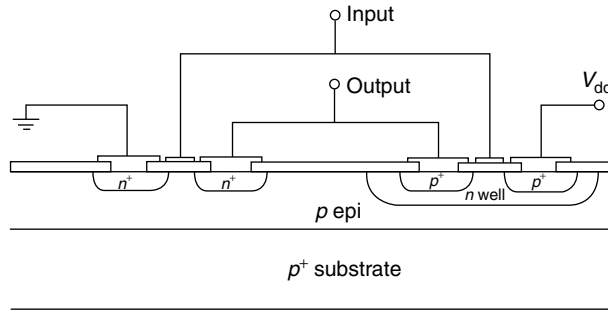 Input
Output
V_dd
n+
n+
p+
p+
n well
p epi
p+ substrate